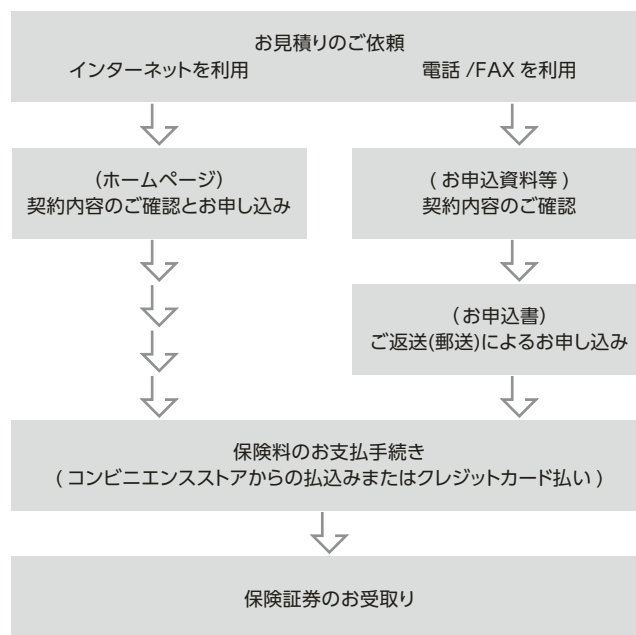 お見積りのご依頼
インターネットを利用
電話 /FAX を利用
(ホームページ)
契約内容のご確認とお申し込み
( お申込資料等 )
契約内容のご確認
(お申込書)
ご返送(郵送)によるお申し込み
保険料のお支払手続き
( コンビニエンスストアからの払込みまたはクレジットカード払い )
保険証券のお受取り